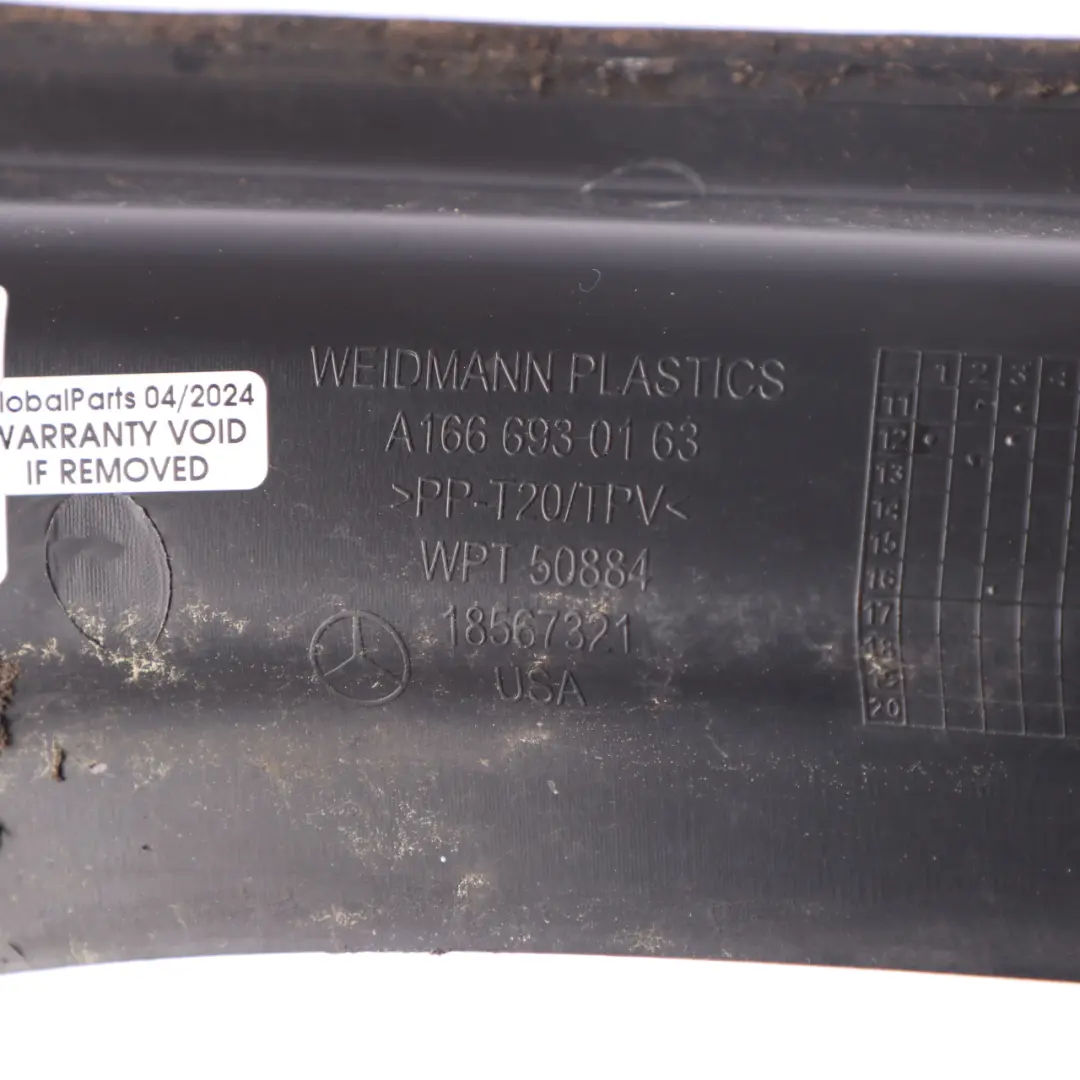 WEIDMANN PLASTICS
A166 693 01 63
>PP-T20/TPV<
WPT 50884
18567321
USA
lobalParts 04/2024
WARRANTY VOID
IF REMOVED
1 2 3 4
11
12
13
14
15
16
17
18
19
20